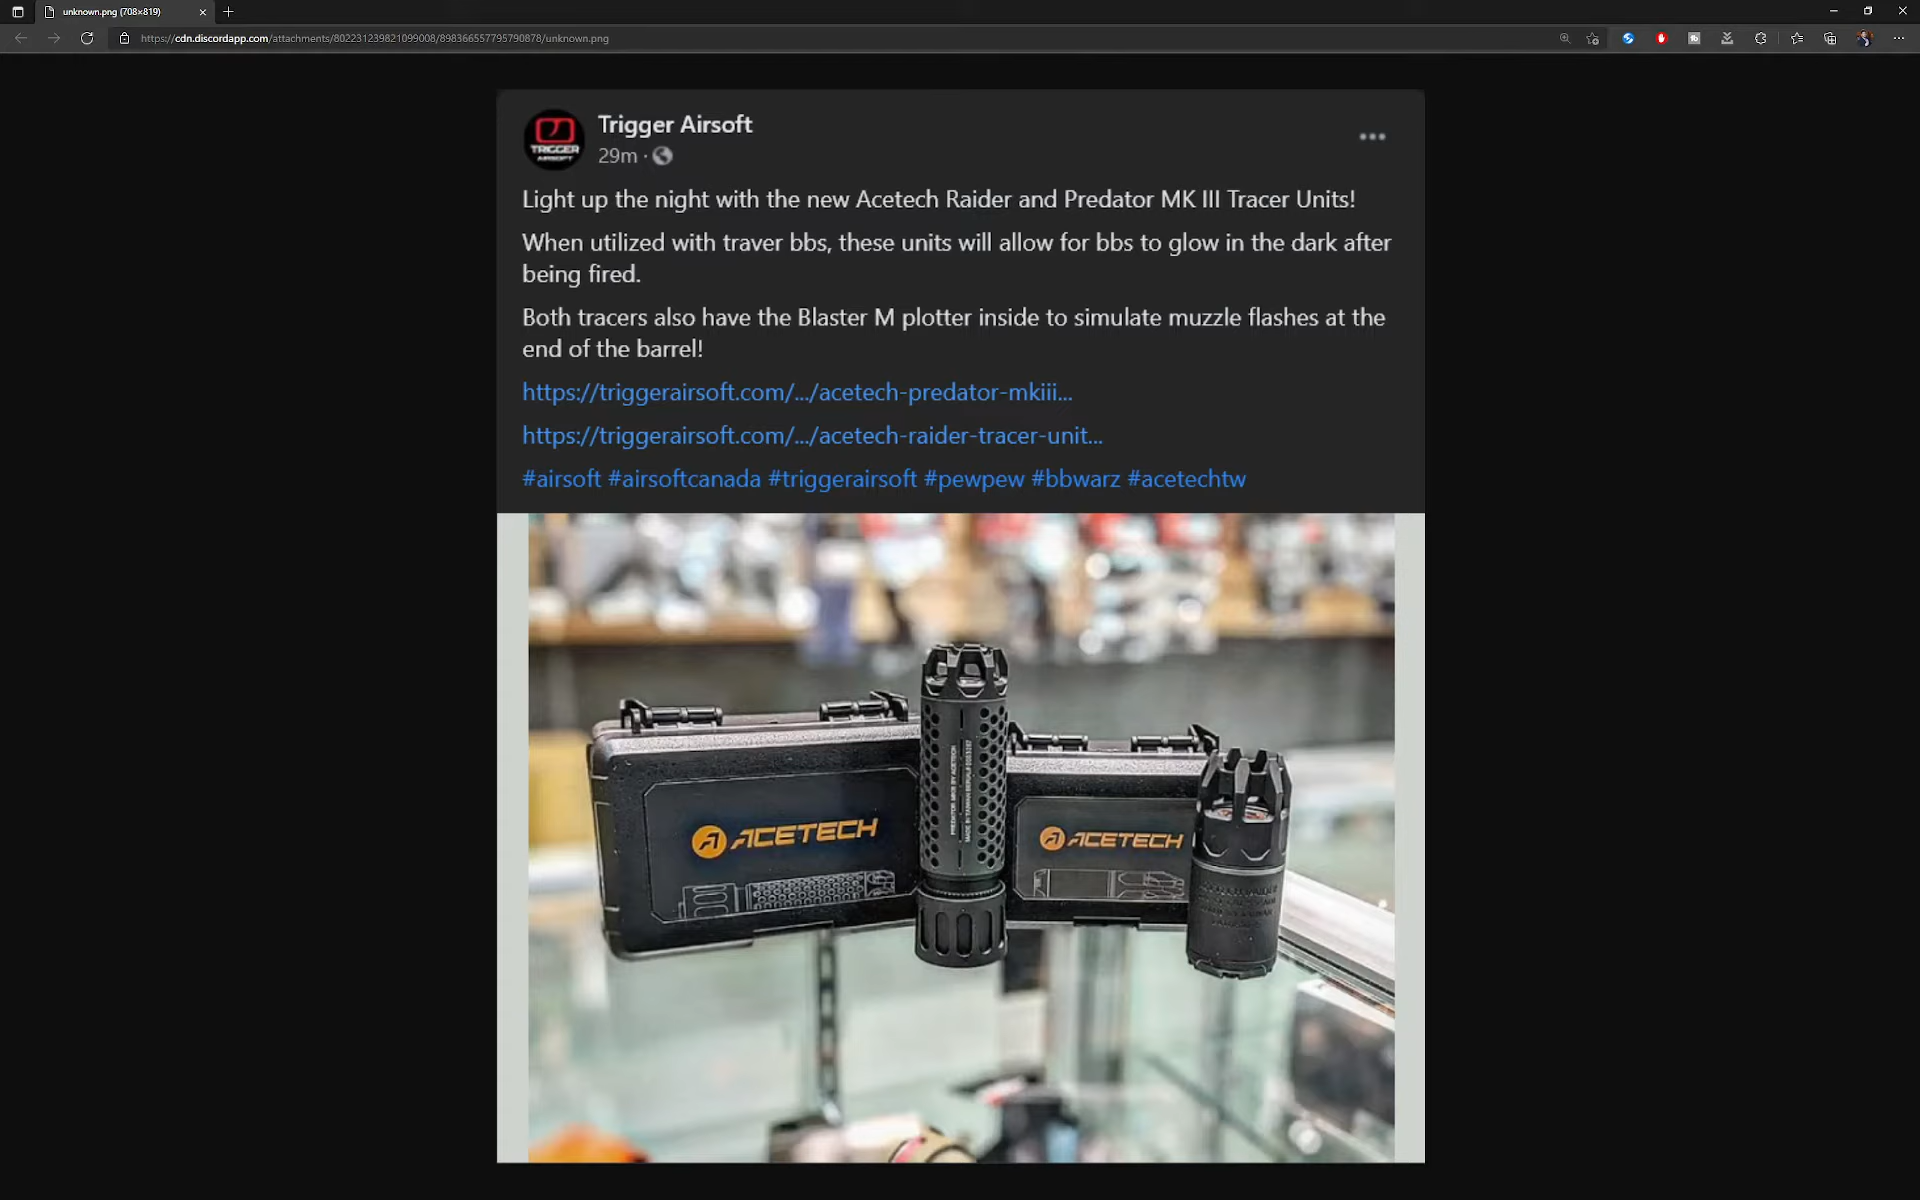 unknown.png (708×819)
https://cdn.discordapp.com/attachments/802231239821099008/898366557795790878/unknown.png
Trigger Airsoft
TRIGGER
AIRSOFT
29m ·
Light up the night with the new Acetech Raider and Predator MK III Tracer Units!
When utilized with traver bbs, these units will allow for bbs to glow in the dark after
being fired.
Both tracers also have the Blaster M plotter inside to simulate muzzle flashes at the
end of the barrel!
https://triggerairsoft.com/.../acetech-predator-mkiii...
https://triggerairsoft.com/.../acetech-raider-tracer-unit...
#airsoft #airsoftcanada #triggerairsoft #pewpew #bbwarz #acetechtw
ACETECH
ACETECH